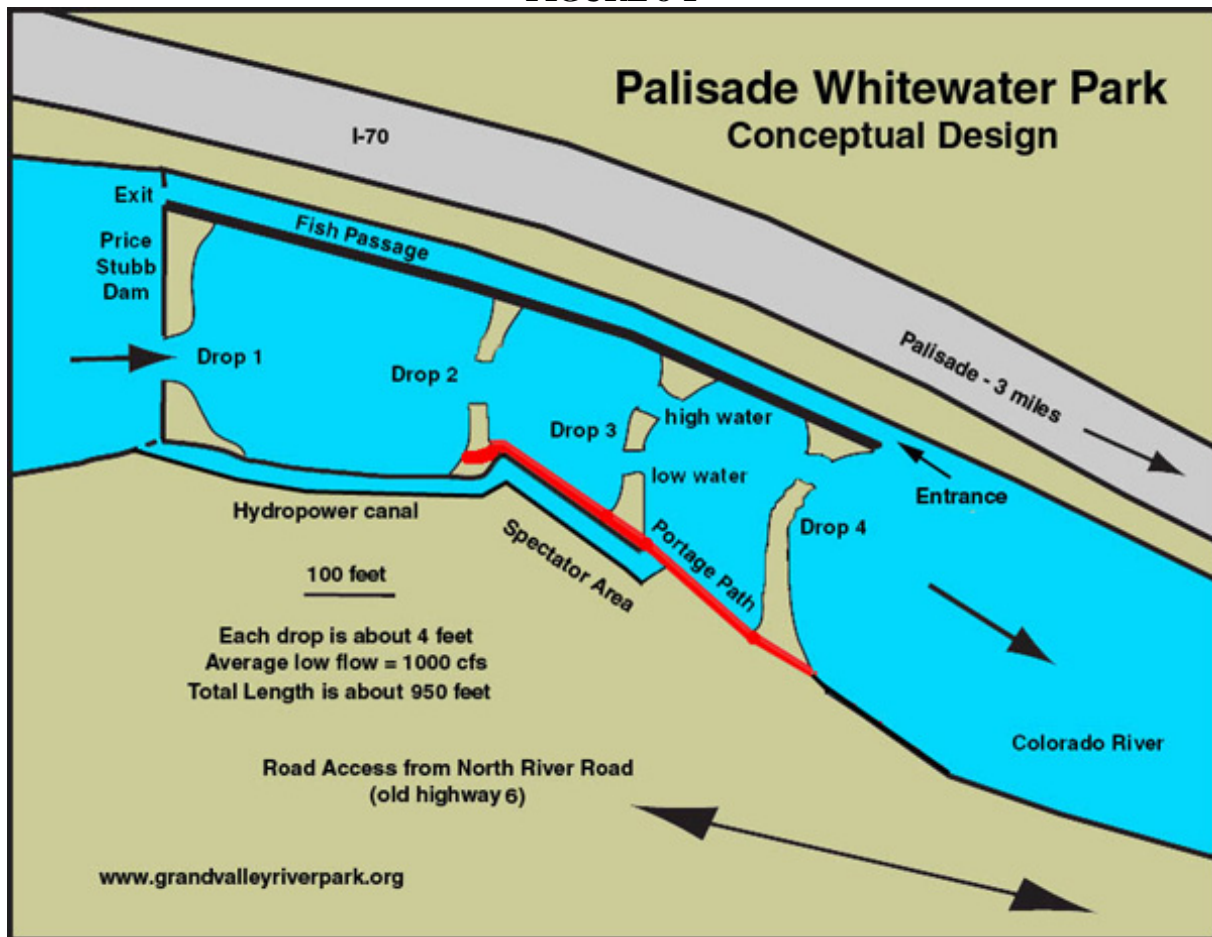 Palisade Whitewater Park
Conceptual Design
I-70
Exit
Fish Passage
Price
Stubb
Dam
Palisade - 3 miles
Drop 1
Drop 2
Drop 3
high water
low water
Entrance
Drop 4
Hydropower canal
Spectator Area
Portage Path
100 feet
Each drop is about 4 feet
Average low flow = 1000 cfs
Total Length is about 950 feet
Colorado River
Road Access from North River Road
(old highway 6)
www.grandvalleyriverpark.org